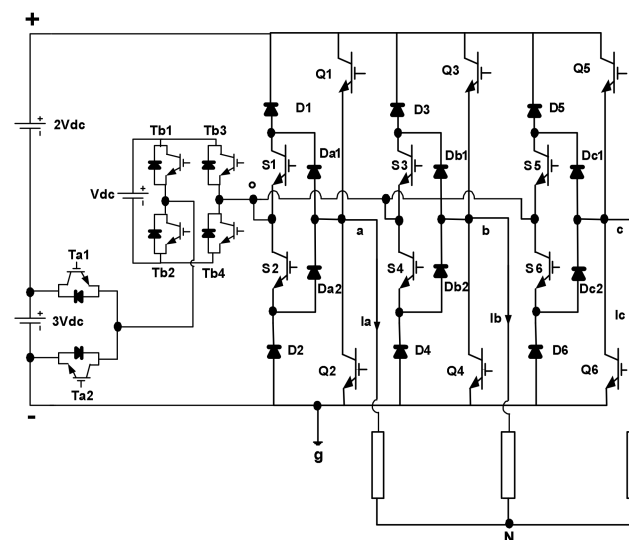 +
Q1
Q3
Q5
D1
D3
D5
2Vdc
Tb1
Tb3
Da1
Db1
Dc1
S1
S3
S5
Vdc
o
a
b
c
Ta1
Tb2
Tb4
S2
S4
S6
Da2
Db2
Dc2
3Vdc
Ia
Ib
Ic
D2
D4
D6
Q2
Q4
Q6
Ta2
-
g
N